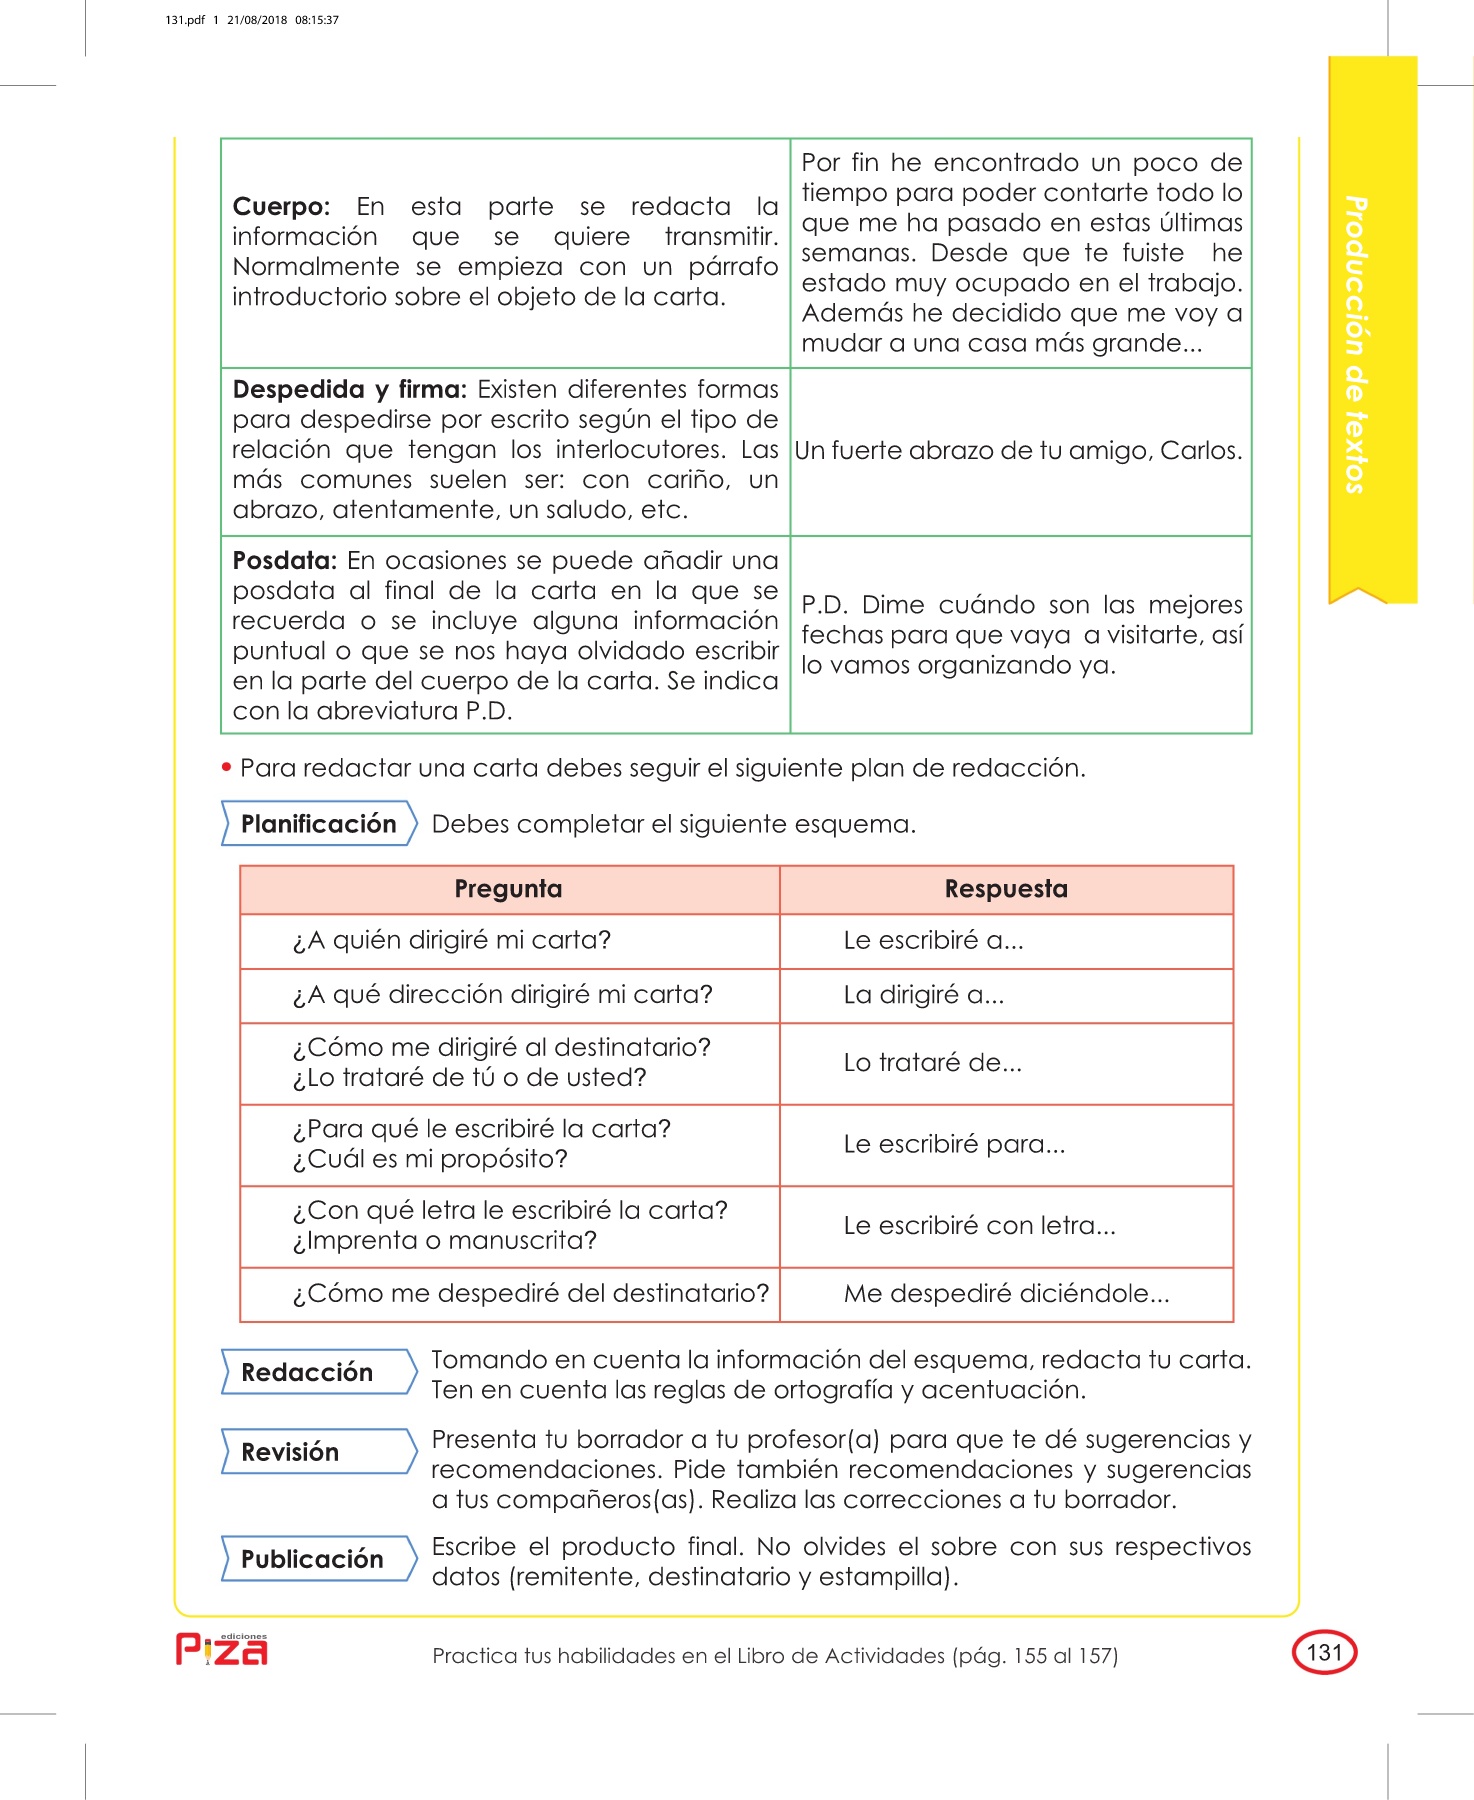 131.pdf 1 21/08/2018 08:15:37
Producción de textos
Cuerpo: En esta parte se redacta la
información que se quiere transmitir.
Normalmente se empieza con un párrafo
introductorio sobre el objeto de la carta.
Por fin he encontrado un poco de
tiempo para poder contarte todo lo
que me ha pasado en estas últimas
semanas. Desde que te fuiste he
estado muy ocupado en el trabajo.
Además he decidido que me voy a
mudar a una casa más grande...
Despedida y firma: Existen diferentes formas
para despedirse por escrito según el tipo de
relación que tengan los interlocutores. Las
más comunes suelen ser: con cariño, un
abrazo, atentamente, un saludo, etc.
Un fuerte abrazo de tu amigo, Carlos.
Posdata: En ocasiones se puede añadir una
posdata al final de la carta en la que se
recuerda o se incluye alguna información
puntual o que se nos haya olvidado escribir
en la parte del cuerpo de la carta. Se indica
con la abreviatura P.D.
P.D. Dime cuándo son las mejores
fechas para que vaya a visitarte, así
lo vamos organizando ya.
• Para redactar una carta debes seguir el siguiente plan de redacción.
Planificación Debes completar el siguiente esquema.
Pregunta Respuesta
¿A quién dirigiré mi carta? Le escribiré a...
¿A qué dirección dirigiré mi carta? La dirigiré a...
¿Cómo me dirigiré al destinatario?
¿Lo trataré de tú o de usted?
Lo trataré de...
¿Para qué le escribiré la carta?
¿Cuál es mi propósito?
Le escribiré para...
¿Con qué letra le escribiré la carta?
¿Imprenta o manuscrita?
Le escribiré con letra...
¿Cómo me despediré del destinatario? Me despediré diciéndole...
Redacción
Tomando en cuenta la información del esquema, redacta tu carta.
Ten en cuenta las reglas de ortografía y acentuación.
Revisión
Presenta tu borrador a tu profesor(a) para que te dé sugerencias y
recomendaciones. Pide también recomendaciones y sugerencias
a tus compañeros(as). Realiza las correcciones a tu borrador.
Publicación
Escribe el producto final. No olvides el sobre con sus respectivos
datos (remitente, destinatario y estampilla).
ediciones
Piza
Practica tus habilidades en el Libro de Actividades (pág. 155 al 157)
131